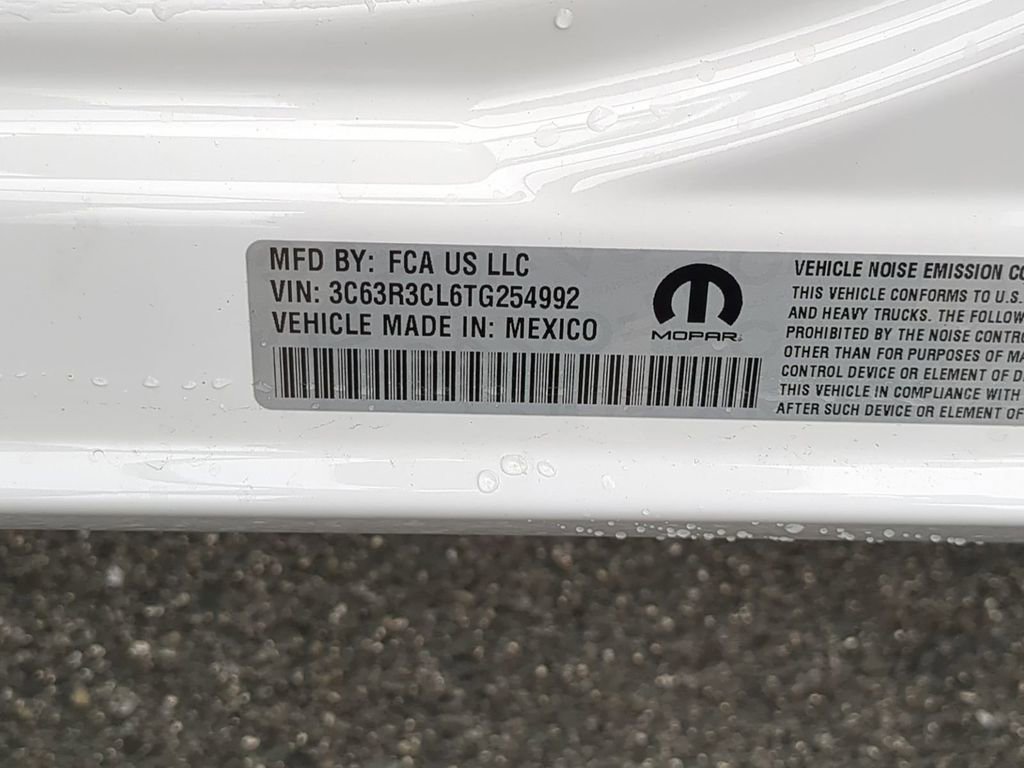 MFD BY: FCA US LLC
VIN: 3C63R3CL6TG254992
VEHICLE MADE IN: MEXICO
MOPAR
VEHICLE NOISE EMISSION
THIS VEHICLE CONFORMS TO U.S.
AND HEAVY TRUCKS. THE
PROHIBITED BY THE NOISE
OTHER THAN FOR PURPOSES OF
CONTROL DEVICE OR ELEMENT OF
THIS VEHICLE IN COMPLIANCE WITH
AFTER SUCH DEVICE OR ELEMENT OF